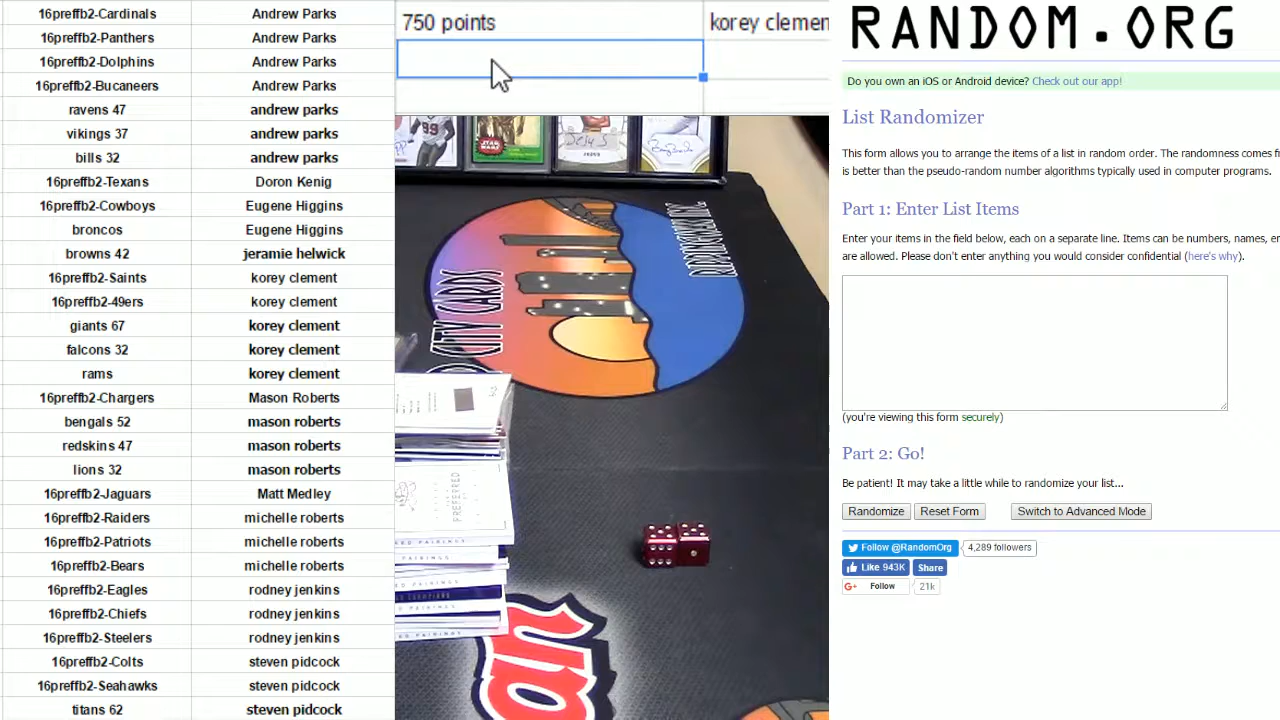 16preffb2-Cardinals Andrew Parks
16preffb2-Panthers Andrew Parks
16preffb2-Dolphins Andrew Parks
16preffb2-Bucaneers Andrew Parks
ravens 47 andrew parks
vikings 37 andrew parks
bills 32 andrew parks
16preffb2-Texans Doron Kenig
16preffb2-Cowboys Eugene Higgins
broncos Eugene Higgins
browns 42 jeramie helwick
16preffb2-Saints korey clement
16preffb2-49ers korey clement
giants 67 korey clement
falcons 32 korey clement
rams korey clement
16preffb2-Chargers Mason Roberts
bengals 52 mason roberts
redskins 47 mason roberts
lions 32 mason roberts
16preffb2-Jaguars Matt Medley
16preffb2-Raiders michelle roberts
16preffb2-Patriots michelle roberts
16preffb2-Bears michelle roberts
16preffb2-Eagles rodney jenkins
16preffb2-Chiefs rodney jenkins
16preffb2-Steelers rodney jenkins
16preffb2-Colts steven pidcock
16preffb2-Seahawks steven pidcock
titans 62 steven pidcock
750 points korey clemen
99
STAR WARS
CITY CARDS
PREFERRED
RANDOM.ORG
Do you own an iOS or Android device? Check out our app!
List Randomizer
This form allows you to arrange the items of a list in random order. The randomness comes f
is better than the pseudo-random number algorithms typically used in computer programs.
Part 1: Enter List Items
Enter your items in the field below, each on a separate line. Items can be numbers, names, e
are allowed. Please don't enter anything you would consider confidential (here's why).
(you're viewing this form securely)
Part 2: Go!
Be patient! It may take a little while to randomize your list...
Randomize Reset Form Switch to Advanced Mode
Follow @RandomOrg 4,289 followers
Like 943K Share
G+ Follow 21k